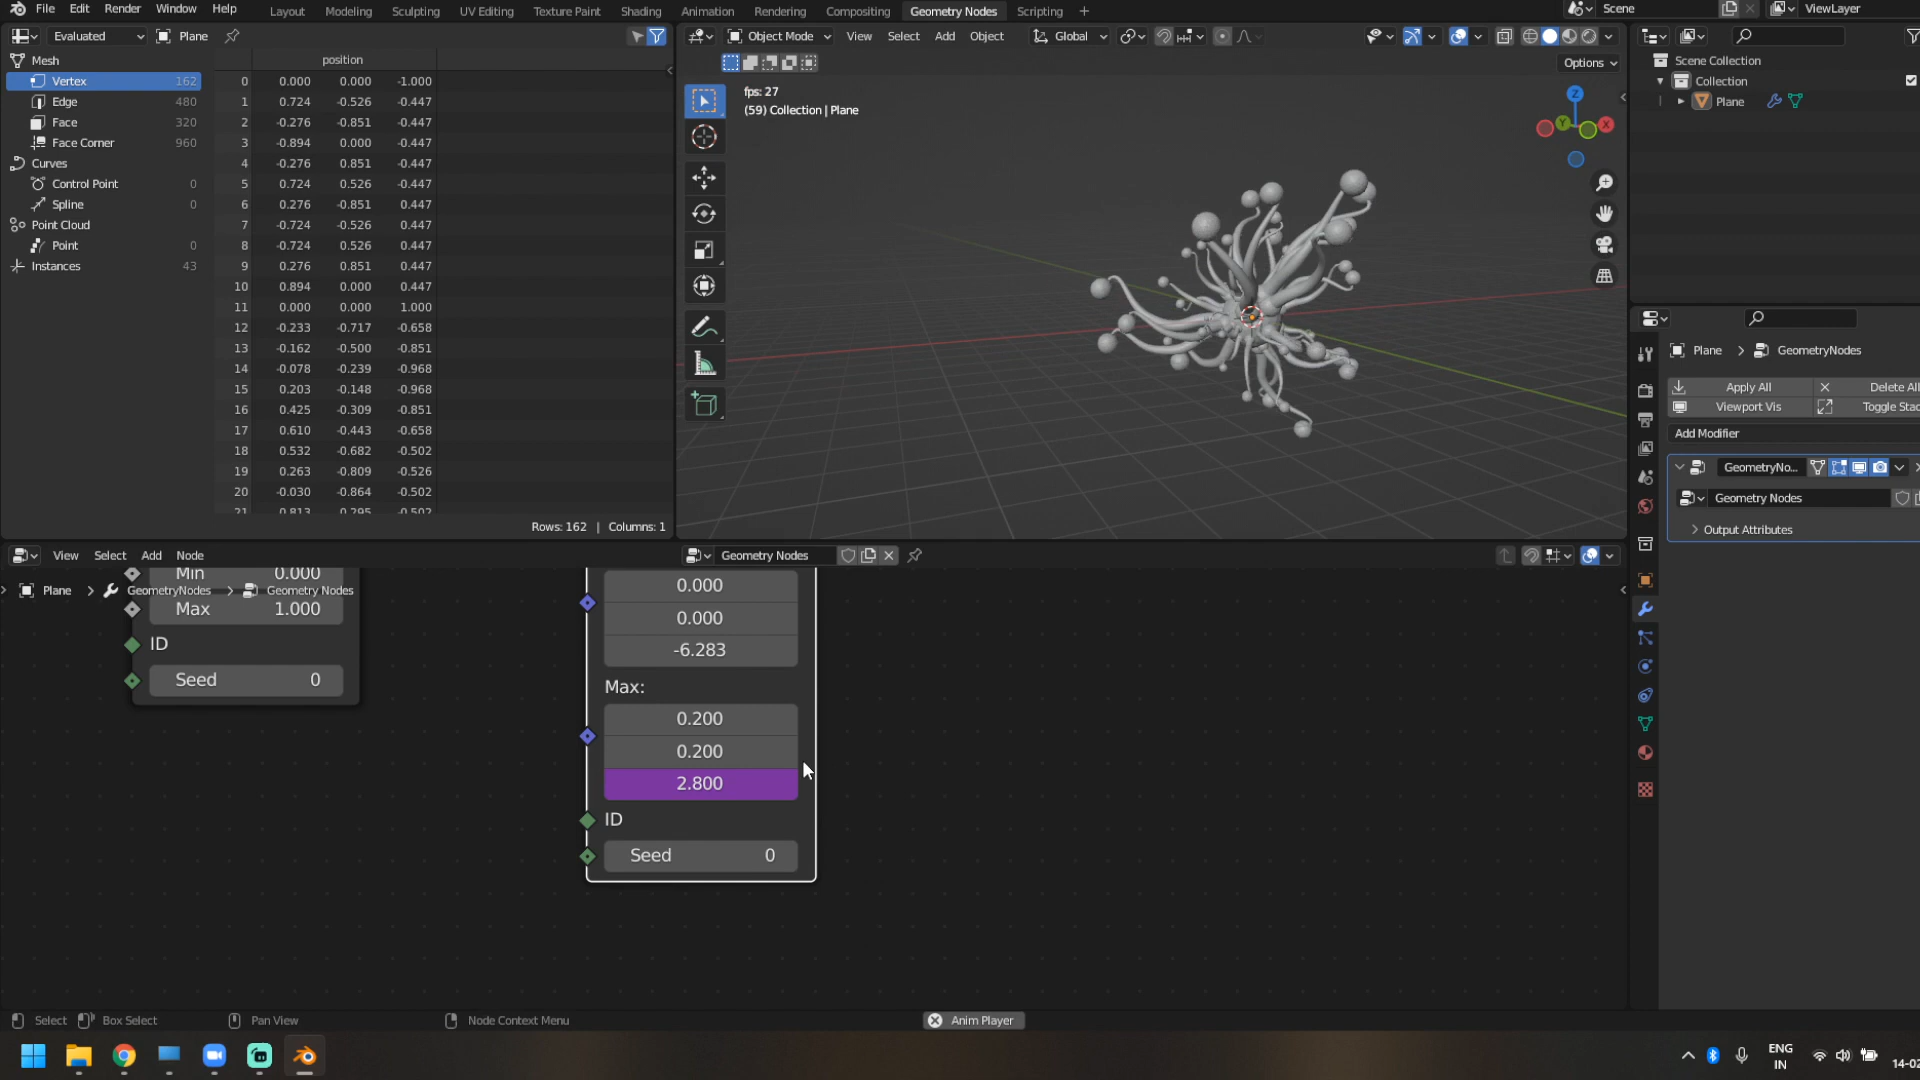 File Edit Render Window Help Layout Modeling Sculpting UV Editing Texture Paint Shading Animation Rendering Compositing Geometry Nodes Scripting + Scene ViewLayer
Evaluated Plane
Mesh
Vertex 162
Edge 480
Face 320
Face Corner 960
Curves
Control Point 0
Spline 0
Point Cloud
Point 0
Instances 43
position
0 0.000 0.000 -1.000
1 0.724 -0.526 -0.447
2 -0.276 -0.851 -0.447
3 -0.894 0.000 -0.447
4 -0.276 0.851 -0.447
5 0.724 0.526 -0.447
6 0.276 -0.851 0.447
7 -0.724 -0.526 0.447
8 -0.724 0.526 0.447
9 0.276 0.851 0.447
10 0.894 0.000 0.447
11 0.000 0.000 1.000
12 -0.233 -0.717 -0.658
13 -0.162 -0.500 -0.851
14 -0.078 -0.239 -0.968
15 0.203 -0.148 -0.968
16 0.425 -0.309 -0.851
17 0.610 -0.443 -0.658
18 0.532 -0.682 -0.502
19 0.263 -0.809 -0.526
20 -0.030 -0.864 -0.502
21 0.813 0.295 -0.502
Rows: 162 | Columns: 1
Object Mode View Select Add Object Global
Options
fps: 27
(59) Collection | Plane
Z
Y
X
Scene Collection
Collection
Plane
Plane > GeometryNodes
Apply All Delete All
Viewport Vis Toggle Stac
Add Modifier
GeometryNo...
Geometry Nodes
Output Attributes
View Select Add Node Geometry Nodes
Plane > GeometryNodes > Geometry Nodes
Min 0.000
Max 1.000
ID
Seed 0
0.000
0.000
-6.283
Max:
0.200
0.200
2.800
ID
Seed 0
Select Box Select Pan View Node Context Menu Anim Player
ENG
IN
14-02